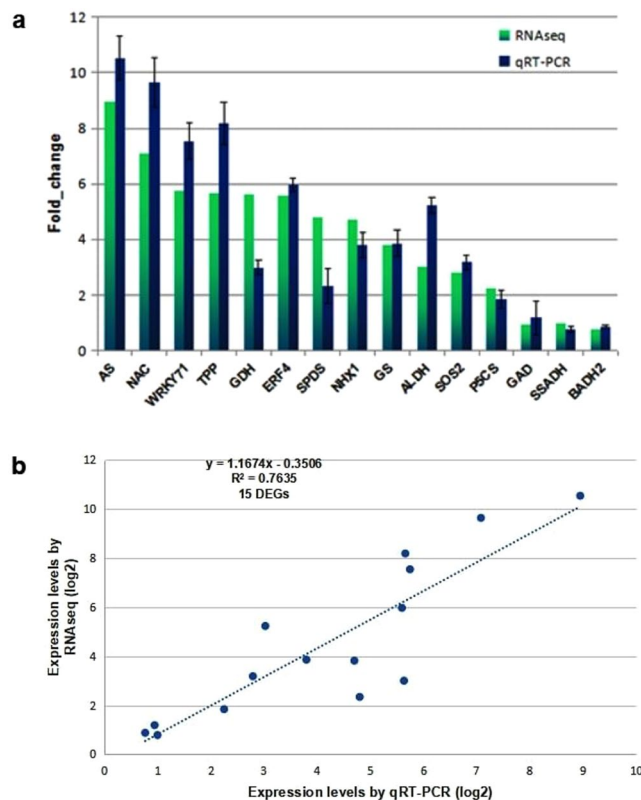 a
12
10
8
6
4
2
0
Fold_change
RNAseq
qRT-PCR
AS
NAC
WRKY71
TPP
GDH
ERF4
SPDS
NHX1
GS
ALDH
SOS2
P5CS
GAD
SSADH
BADH2
b
y = 1.1674x - 0.3506
R² = 0.7635
15 DEGs
12
10
8
6
4
2
0
Expression levels by
RNAseq (log2)
0 1 2 3 4 5 6 7 8 9 10
Expression levels by qRT-PCR (log2)